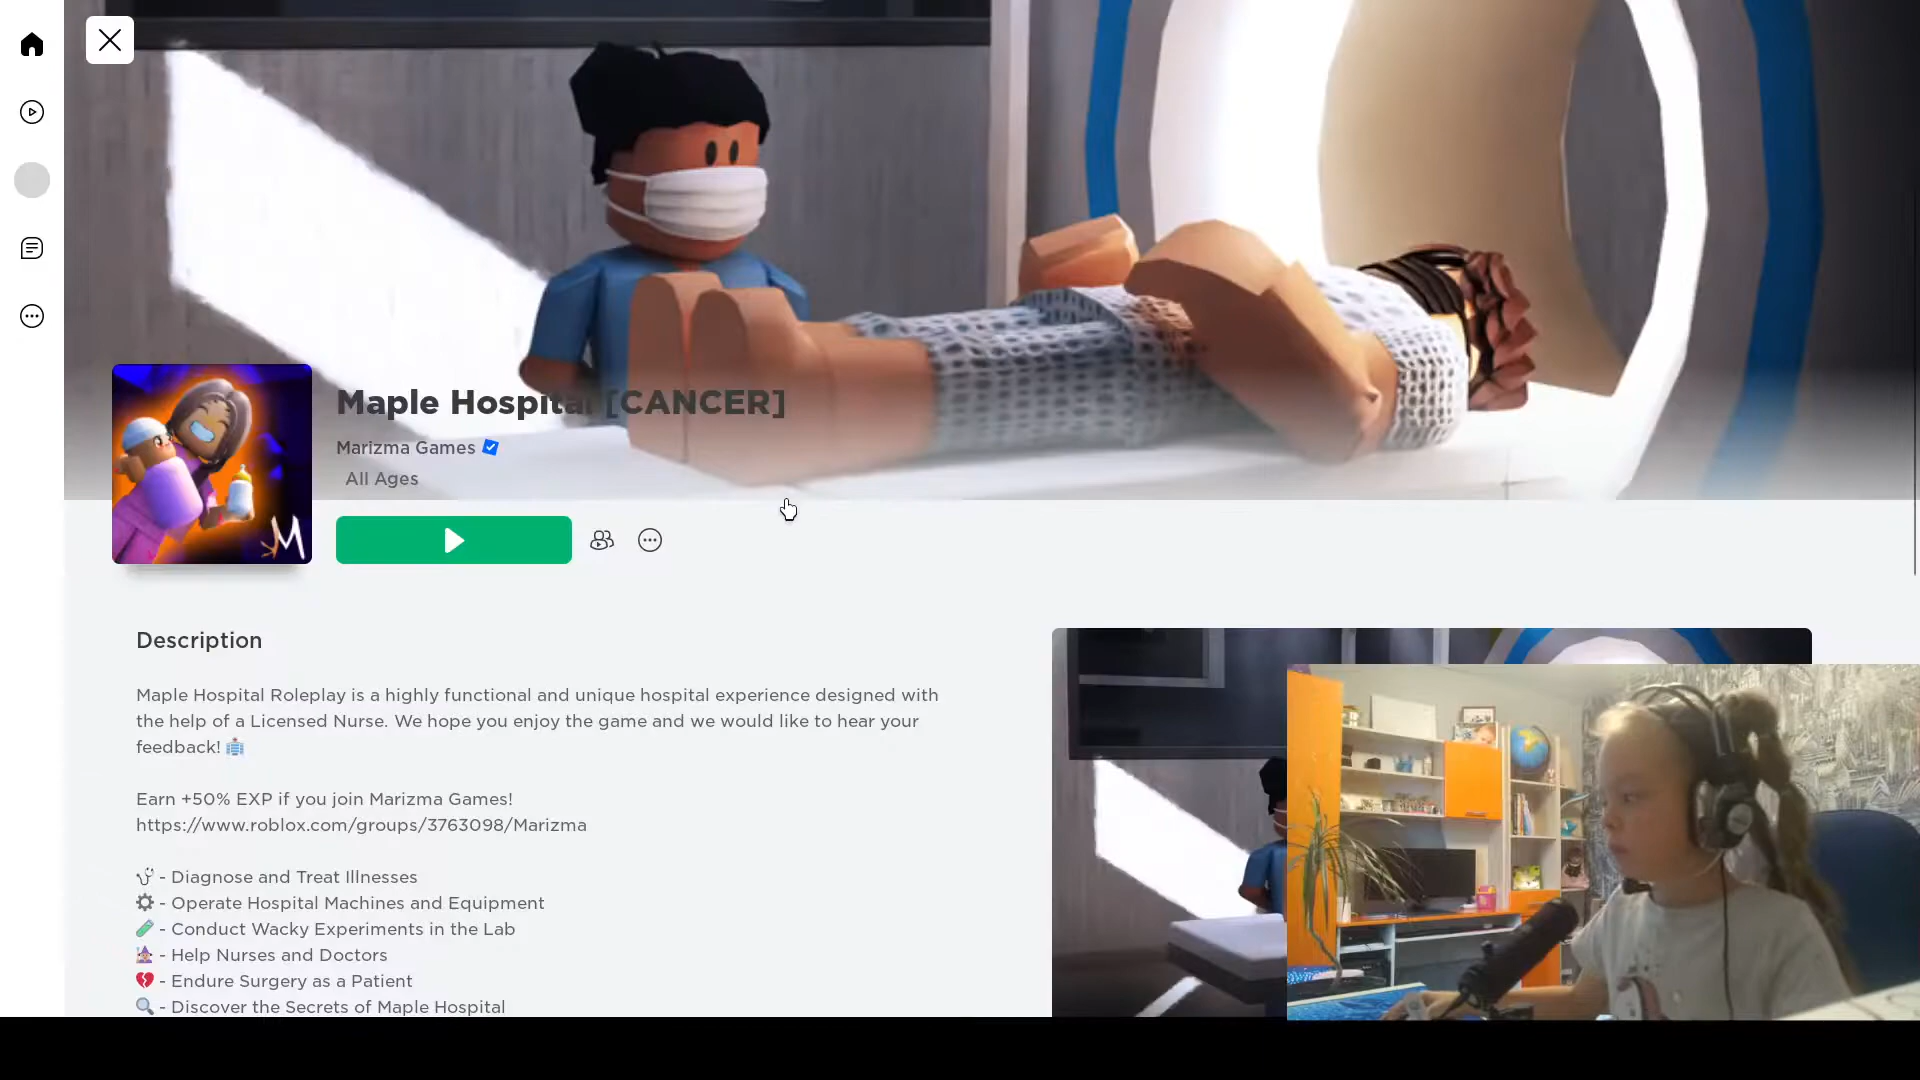 Maple Hospital [CANCER]
Marizma Games
All Ages
M
Description
Maple Hospital Roleplay is a highly functional and unique hospital experience designed with
the help of a Licensed Nurse. We hope you enjoy the game and we would like to hear your
feedback! 🏥
Earn +50% EXP if you join Marizma Games!
https://www.roblox.com/groups/3763098/Marizma
🩺 - Diagnose and Treat Illnesses
⚙️ - Operate Hospital Machines and Equipment
🧪 - Conduct Wacky Experiments in the Lab
🧙 - Help Nurses and Doctors
💔 - Endure Surgery as a Patient
🔍 - Discover the Secrets of Maple Hospital